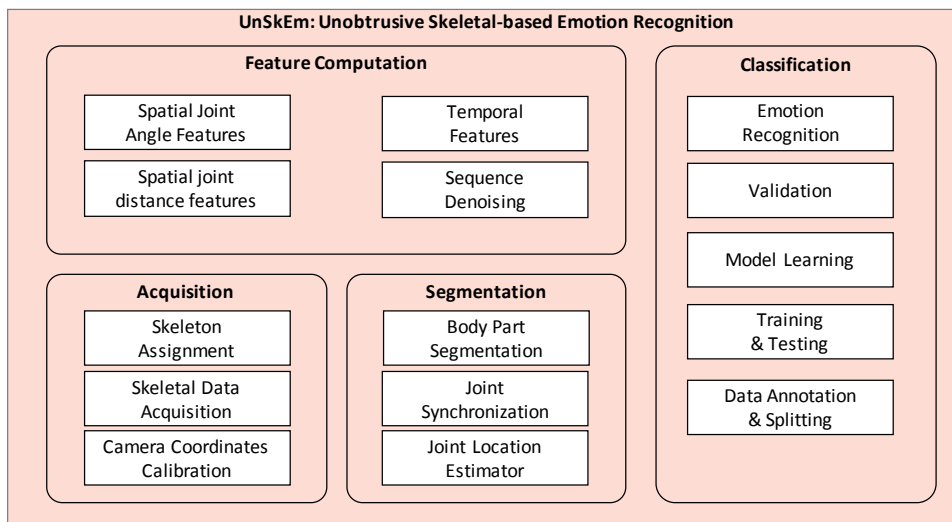 UnSkEm: Unobtrusive Skeletal-based Emotion Recognition
Feature Computation
Spatial Joint
Angle Features
Temporal
Features
Spatial joint
distance features
Sequence
Denoising
Acquisition
Skeleton
Assignment
Skeletal Data
Acquisition
Camera Coordinates
Calibration
Segmentation
Body Part
Segmentation
Joint
Synchronization
Joint Location
Estimator
Classification
Emotion
Recognition
Validation
Model Learning
Training
& Testing
Data Annotation
& Splitting